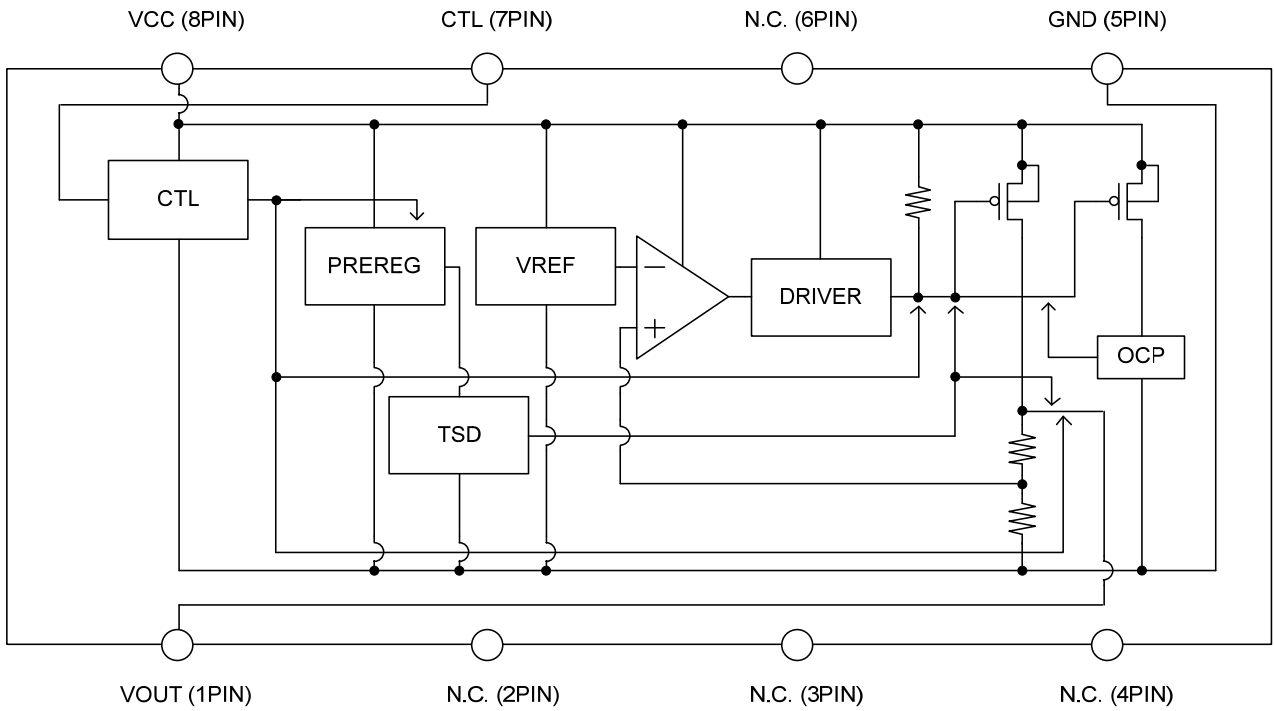 VCC (8PIN)
CTL (7PIN)
N.C. (6PIN)
GND (5PIN)
CTL
PREREG
VREF
DRIVER
OCP
TSD
VOUT (1PIN)
N.C. (2PIN)
N.C. (3PIN)
N.C. (4PIN)